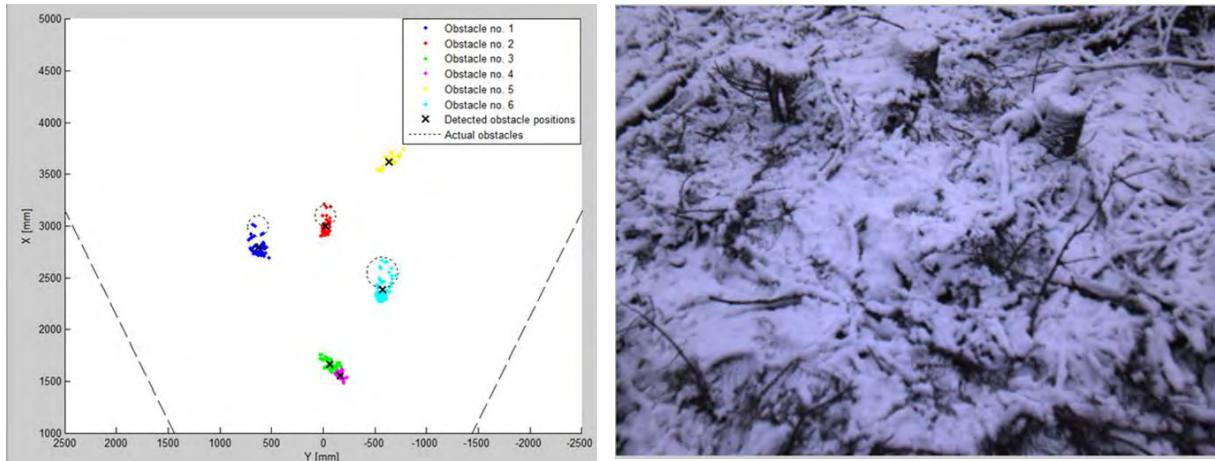 5000
4500
4000
3500
3000
2500
2000
1500
1000
X [mm]
2500
2000
1500
1000
500
0
-500
-1000
-1500
-2000
-2500
Y [mm]
Obstacle no. 1
Obstacle no. 2
Obstacle no. 3
Obstacle no. 4
Obstacle no. 5
Obstacle no. 6
Detected obstacle positions
Actual obstacles